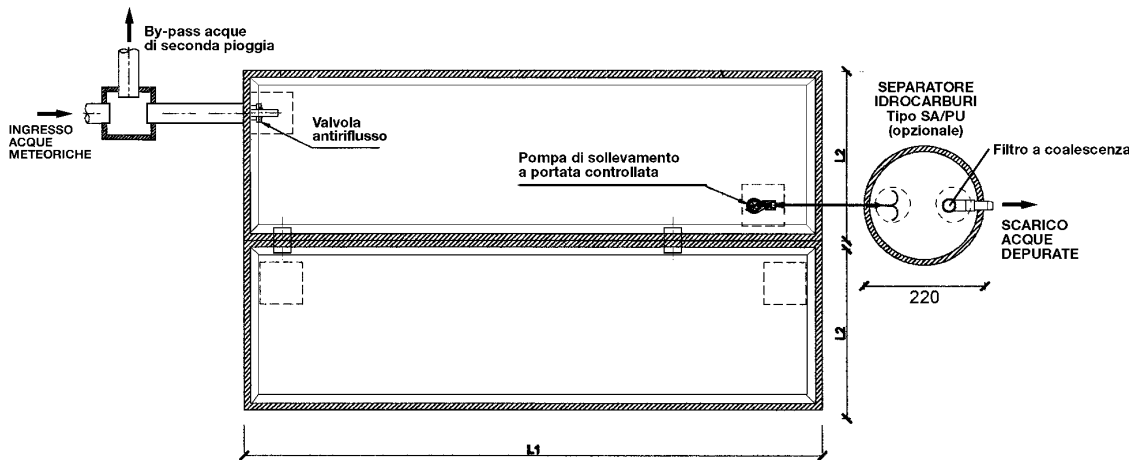 By-pass acque
di seconda pioggia
INGRESSO
ACQUE
METEORICHE
Valvola
antiriflusso
Pompa di sollevamento
a portata controllata
L2
L2
L1
SEPARATORE
IDROCARBURI
Tipo SA/PU
(opzionale)
Filtro a coalescenza
SCARICO
ACQUE
DEPURATE
220